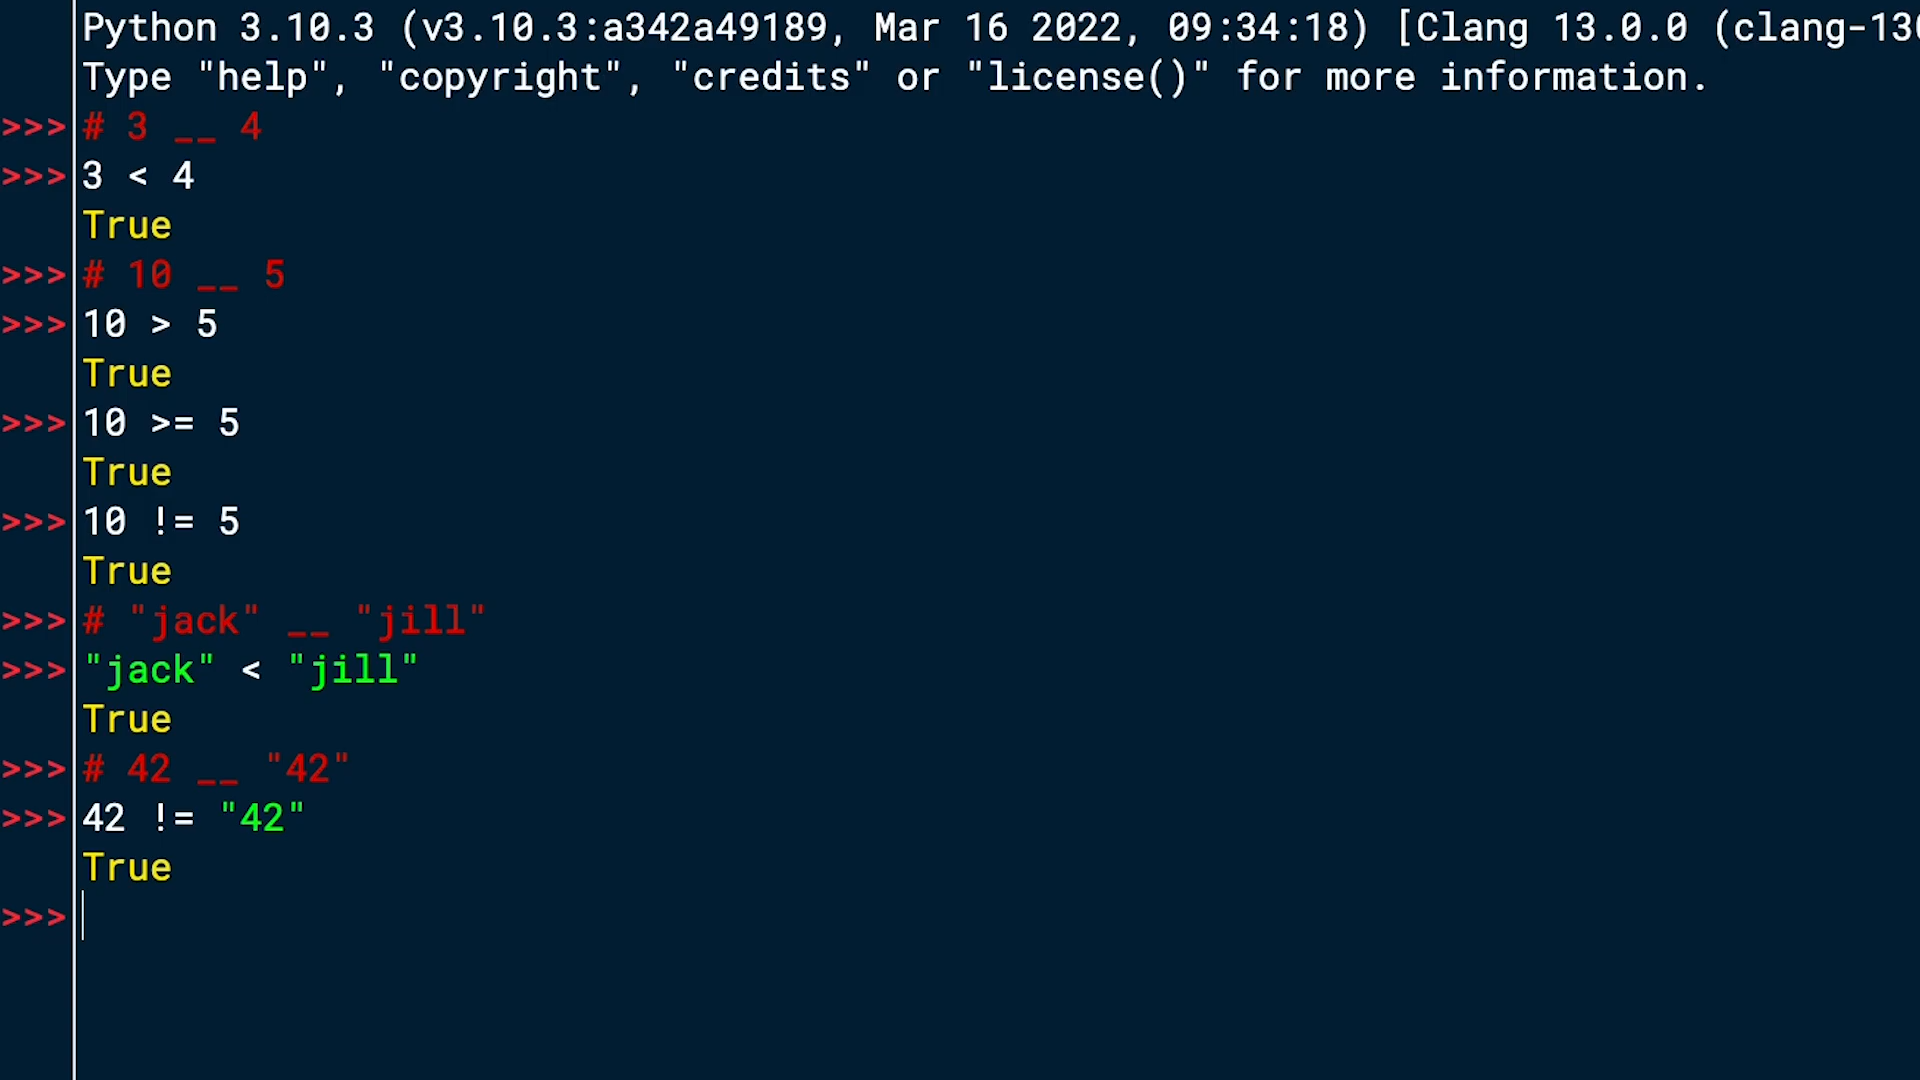 Python 3.10.3 (v3.10.3:a342a49189, Mar 16 2022, 09:34:18) [Clang 13.0.0 (clang-130
Type "help", "copyright", "credits" or "license()" for more information.
>>> # 3 __ 4
>>> 3 < 4
True
>>> # 10 __ 5
>>> 10 > 5
True
>>> 10 >= 5
True
>>> 10 != 5
True
>>> # "jack" __ "jill"
>>> "jack" < "jill"
True
>>> # 42 __ "42"
>>> 42 != "42"
True
>>>